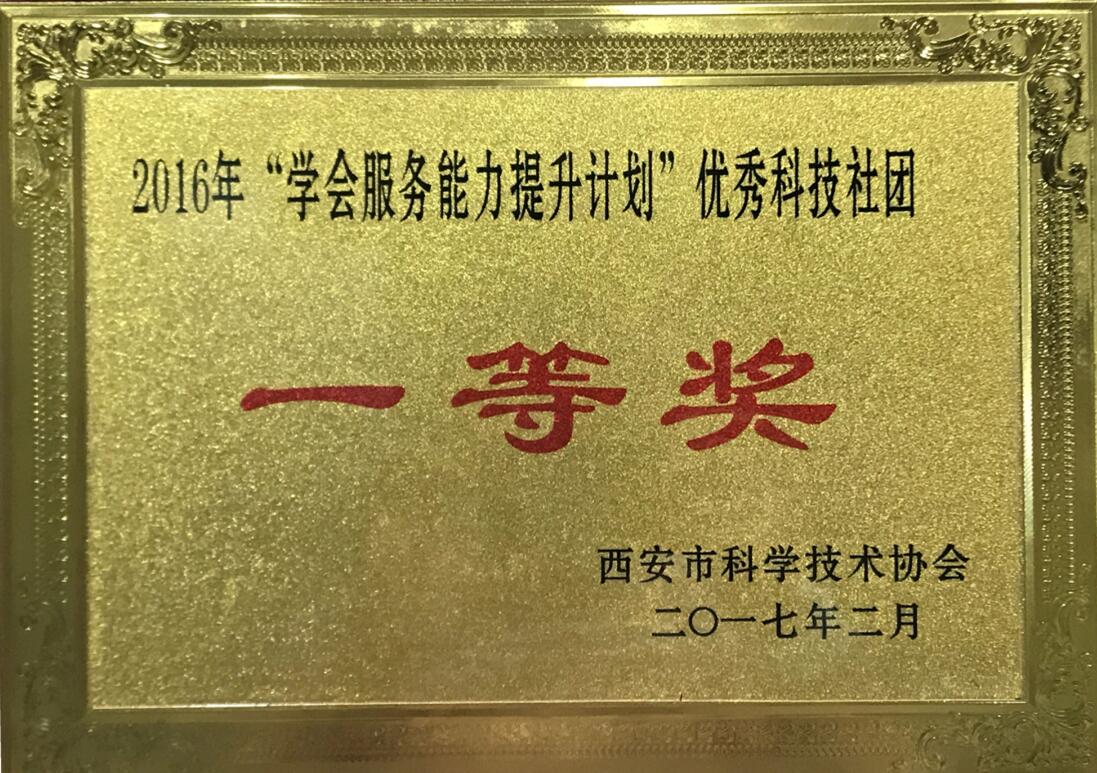 2016年“学会服务能力提升计划”优秀科技社团
一等奖
西安市科学技术协会
二〇一七年二月